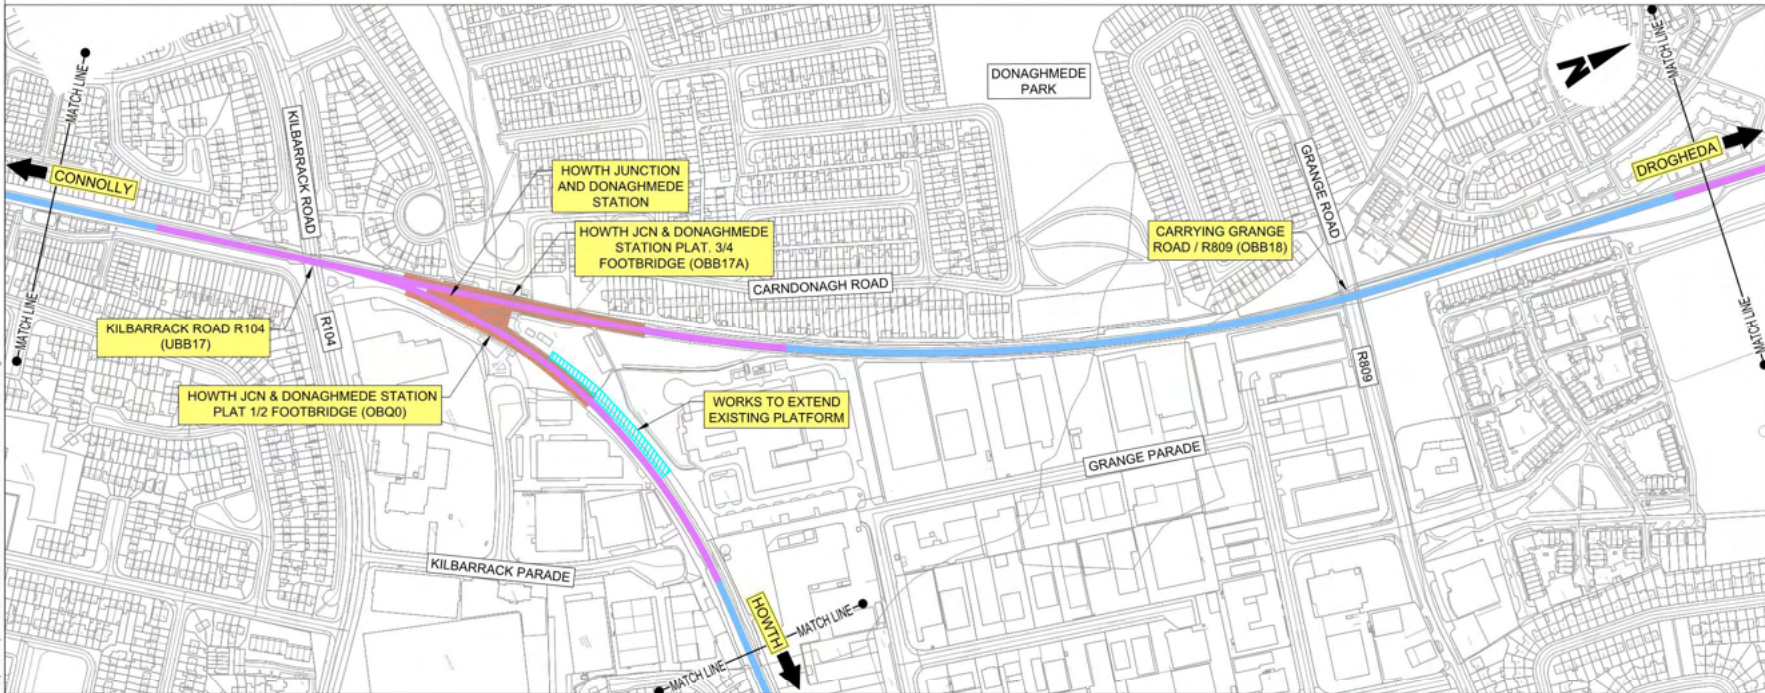 MATCH LINE
MATCH LINE
CONNOLLY
KILBARRACK ROAD
HOWTH JUNCTION
AND DONAGHMEDE
STATION
HOWTH JCN & DONAGHMEDE
STATION PLAT. 3/4
FOOTBRIDGE (OBB17A)
DONAGHMEDE
PARK
CARNDONAGH ROAD
GRANGE ROAD
CARRYING GRANGE
ROAD / R809 (OBB18)
N
MATCH LINE
DROGHEDA
MATCH LINE
KILBARRACK ROAD R104
(UBB17)
R104
HOWTH JCN & DONAGHMEDE STATION
PLAT 1/2 FOOTBRIDGE (OBQ0)
WORKS TO EXTEND
EXISTING PLATFORM
R809
GRANGE PARADE
KILBARRACK PARADE
HOWTH
MATCH LINE
MATCH LINE